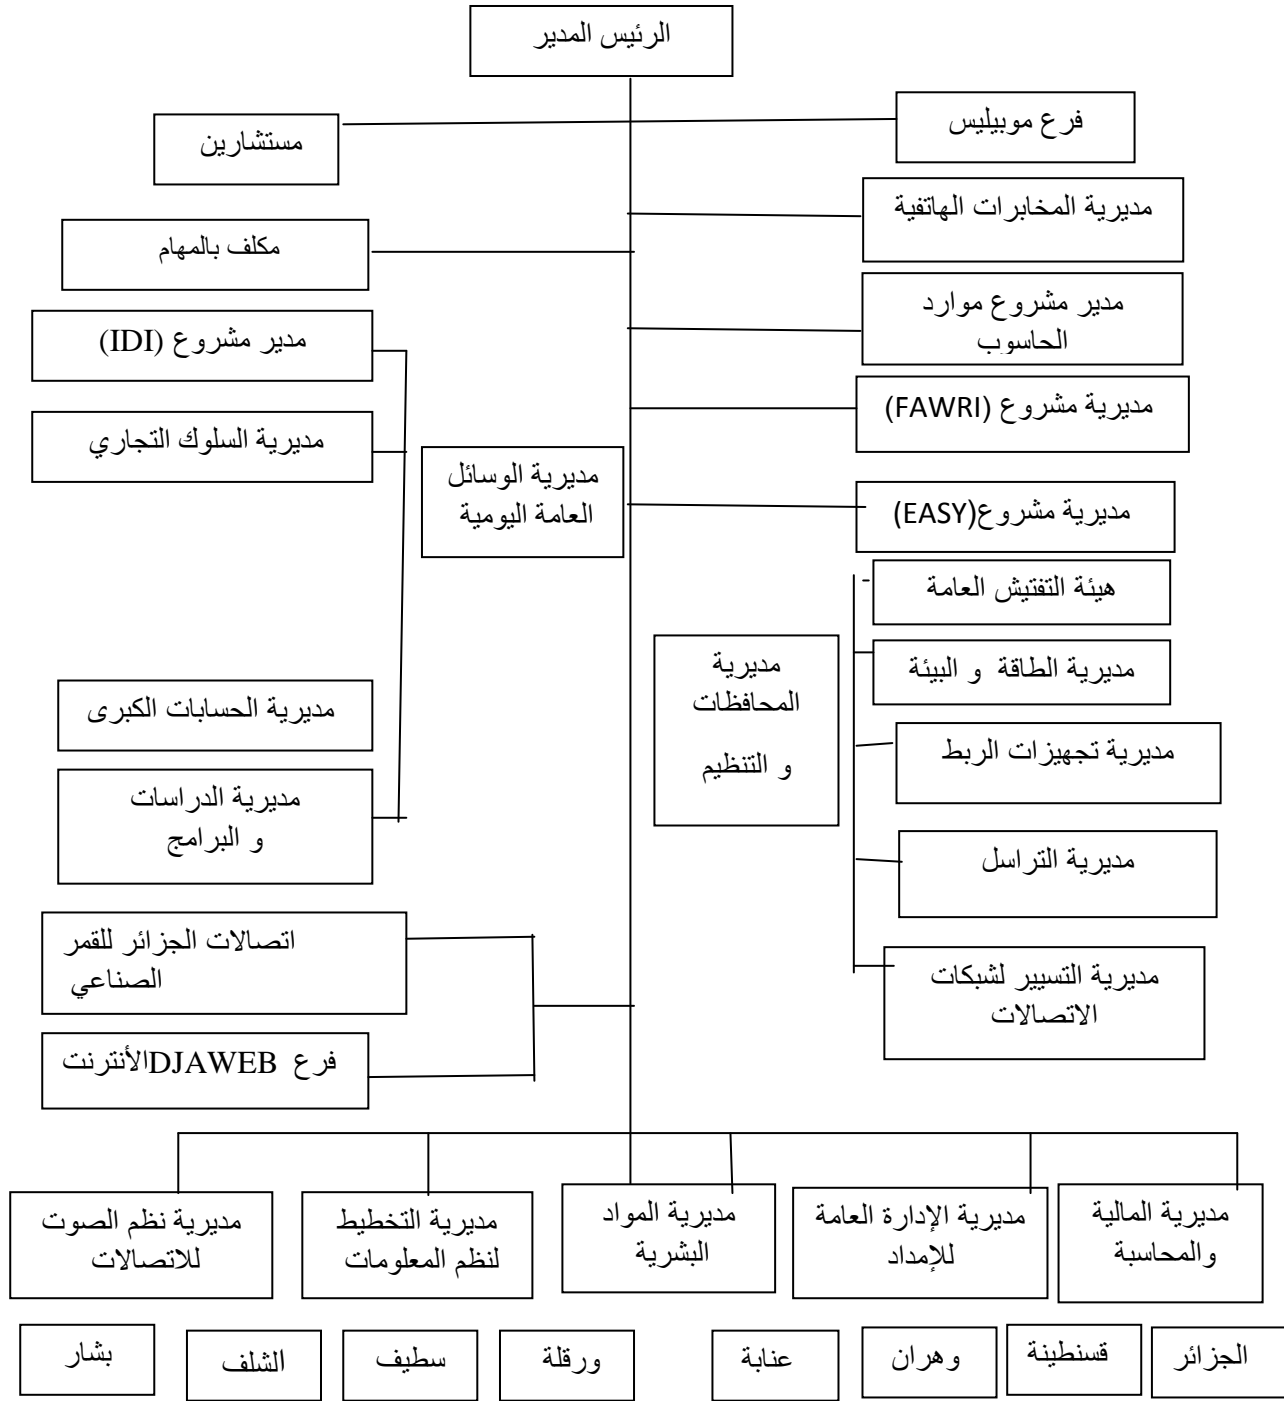 الرئيس المدير
فرع موبيليس
مستشارين
مديرية المخابرات الهاتفية
مكلف بالمهام
مدير مشروع موارد
الحاسوب
مدير مشروع (IDI)
مديرية مشروع (FAWRI)
مديرية السلوك التجاري
مديرية الوسائل
العامة اليومية
مديرية مشروع(EASY)
هيئة التفتيش العامة
مديرية
المحافظات
و التنظيم
مديرية الطاقة و البيئة
مديرية الحسابات الكبرى
مديرية تجهيزات الربط
مديرية الدراسات
و البرامج
مديرية التراسل
اتصالات الجزائر للقمر
الصناعي
مديرية التسيير لشبكات
الاتصالات
فرع DJAWEBالأنترنت
مديرية المالية
والمحاسبة
مديرية الإدارة العامة
للإمداد
مديرية المواد
البشرية
مديرية التخطيط
لنظم المعلومات
مديرية نظم الصوت
للاتصالات
الجزائر
قسنطينة
وهران
عنابة
ورقلة
سطيف
الشلف
بشار